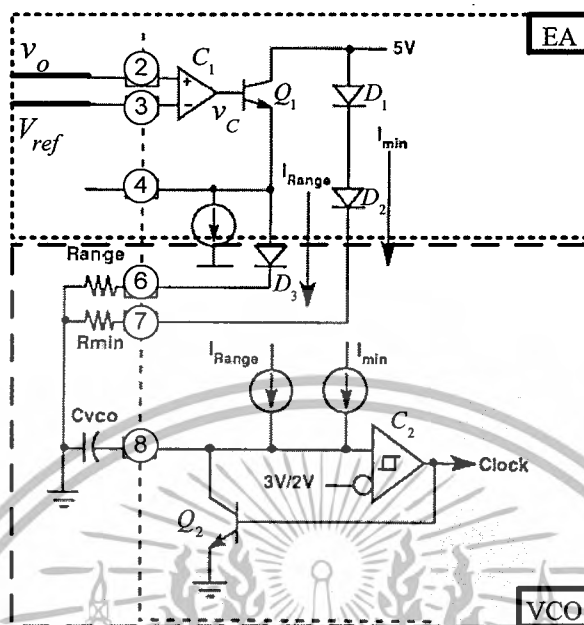 EA
v_o
2
C_1
+
5V
V_ref
3
−
v_C
Q_1
D_1
I_min
4
I_Range
D_2
Range
6
D_3
7
Rmin
I_Range
I_min
Cvco
8
C_2
3V/2V
Clock
Q_2
VCO